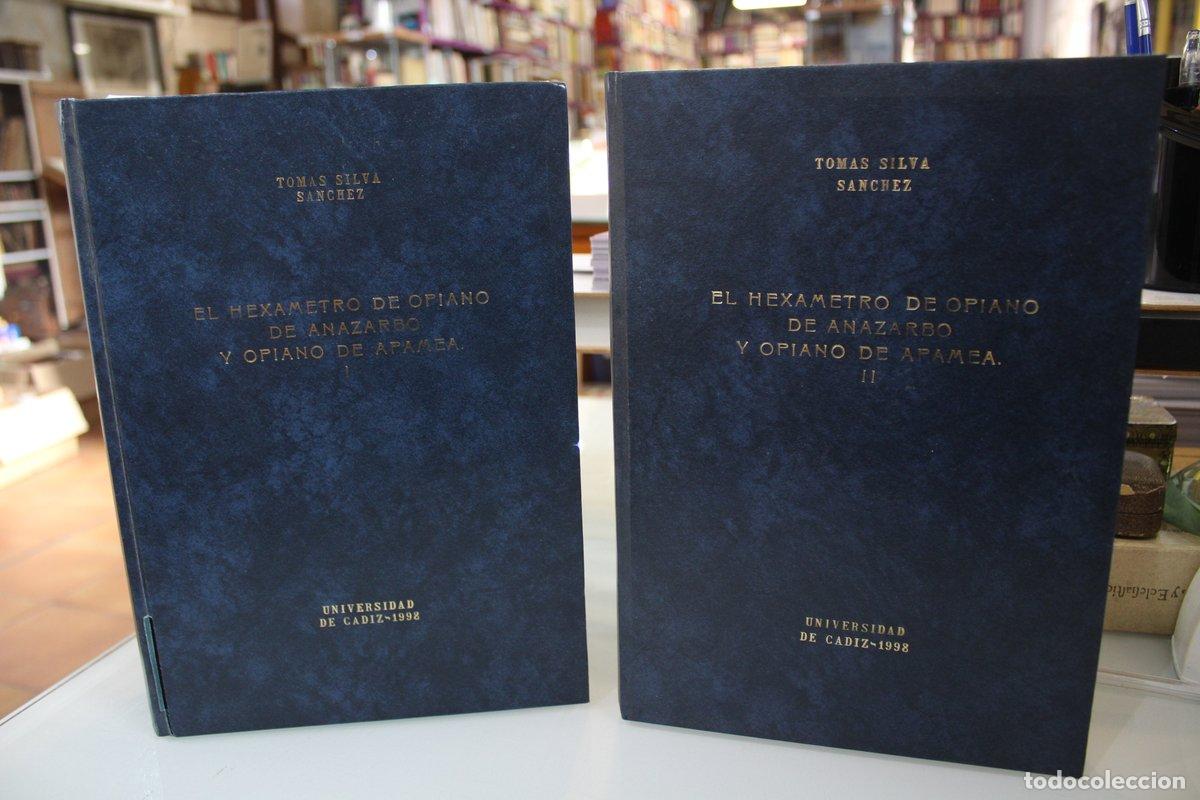 TOMAS SILVA
SANCHEZ
EL HEXAMETRO DE OPIANO
DE ANAZARBO
Y OPIANO DE APAMEA.
I
UNIVERSIDAD
DE CADIZ-1998
TOMAS SILVA
SANCHEZ
EL HEXAMETRO DE OPIANO
DE ANAZARBO
Y OPIANO DE APAMEA.
II
UNIVERSIDAD
DE CADIZ-1998
todocoleccion